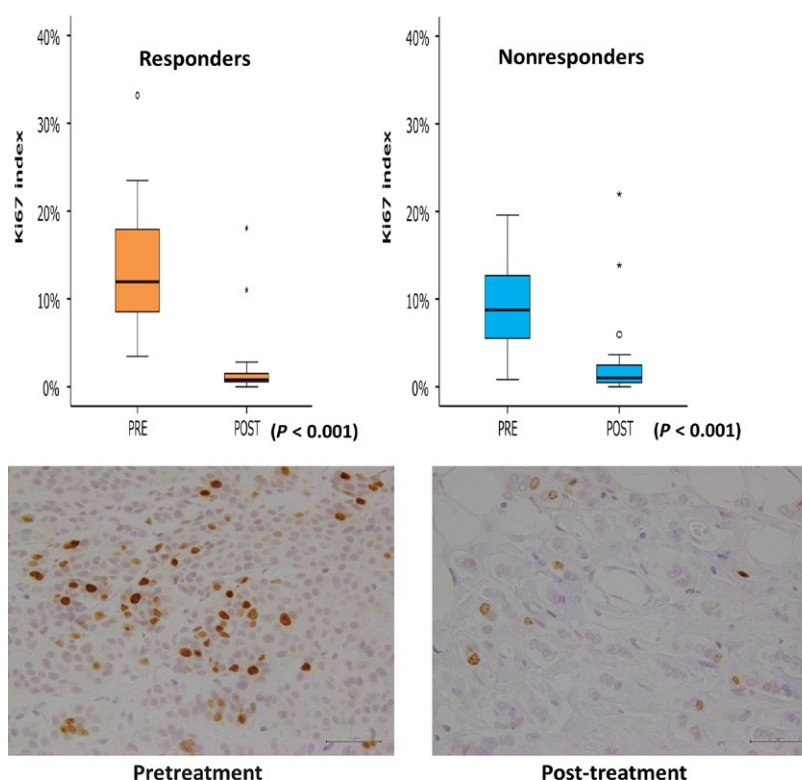 Responders
40%
30%
20%
10%
0%
Ki67 index
PRE
POST
(P < 0.001)
Nonresponders
40%
30%
20%
10%
0%
Ki67 index
PRE
POST
(P < 0.001)
Pretreatment
Post-treatment